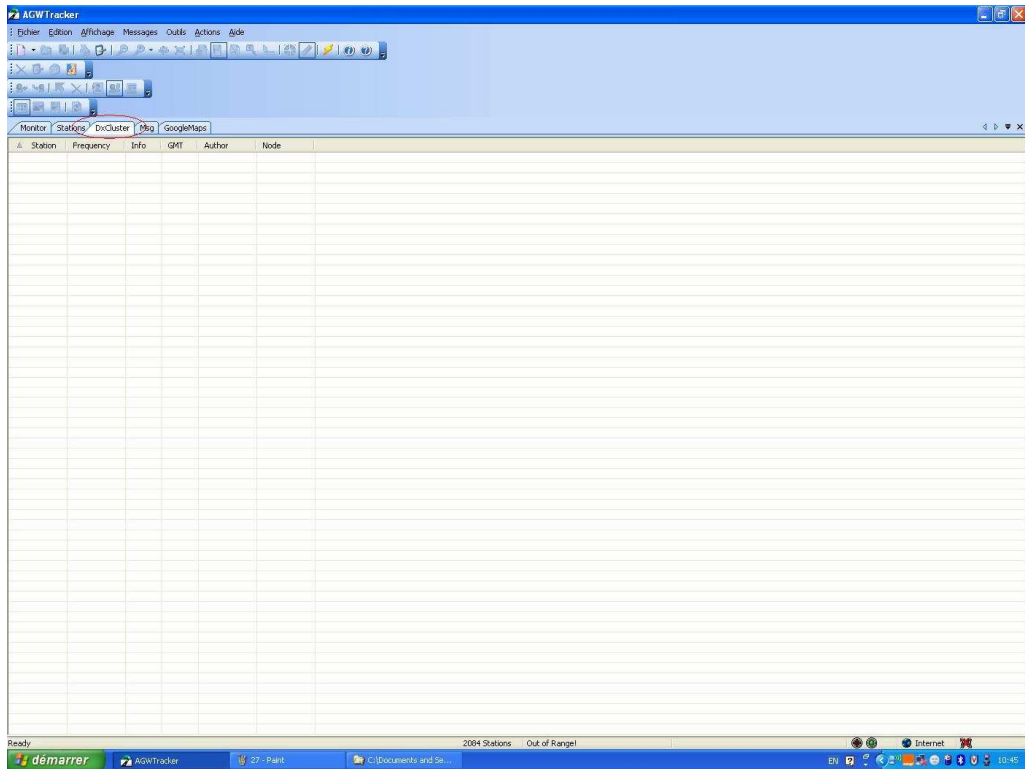 AGWTracker
Fichier Edition Affichage Messages Outils Actions Aide
Monitor Stations DxCluster Msg GoogleMaps
Station Frequency Info GMT Author Node
Ready 2084 Stations Out of Range! Internet
démarrer AGWTracker 27 - Paint C:\Documents and Se... EN 10:45